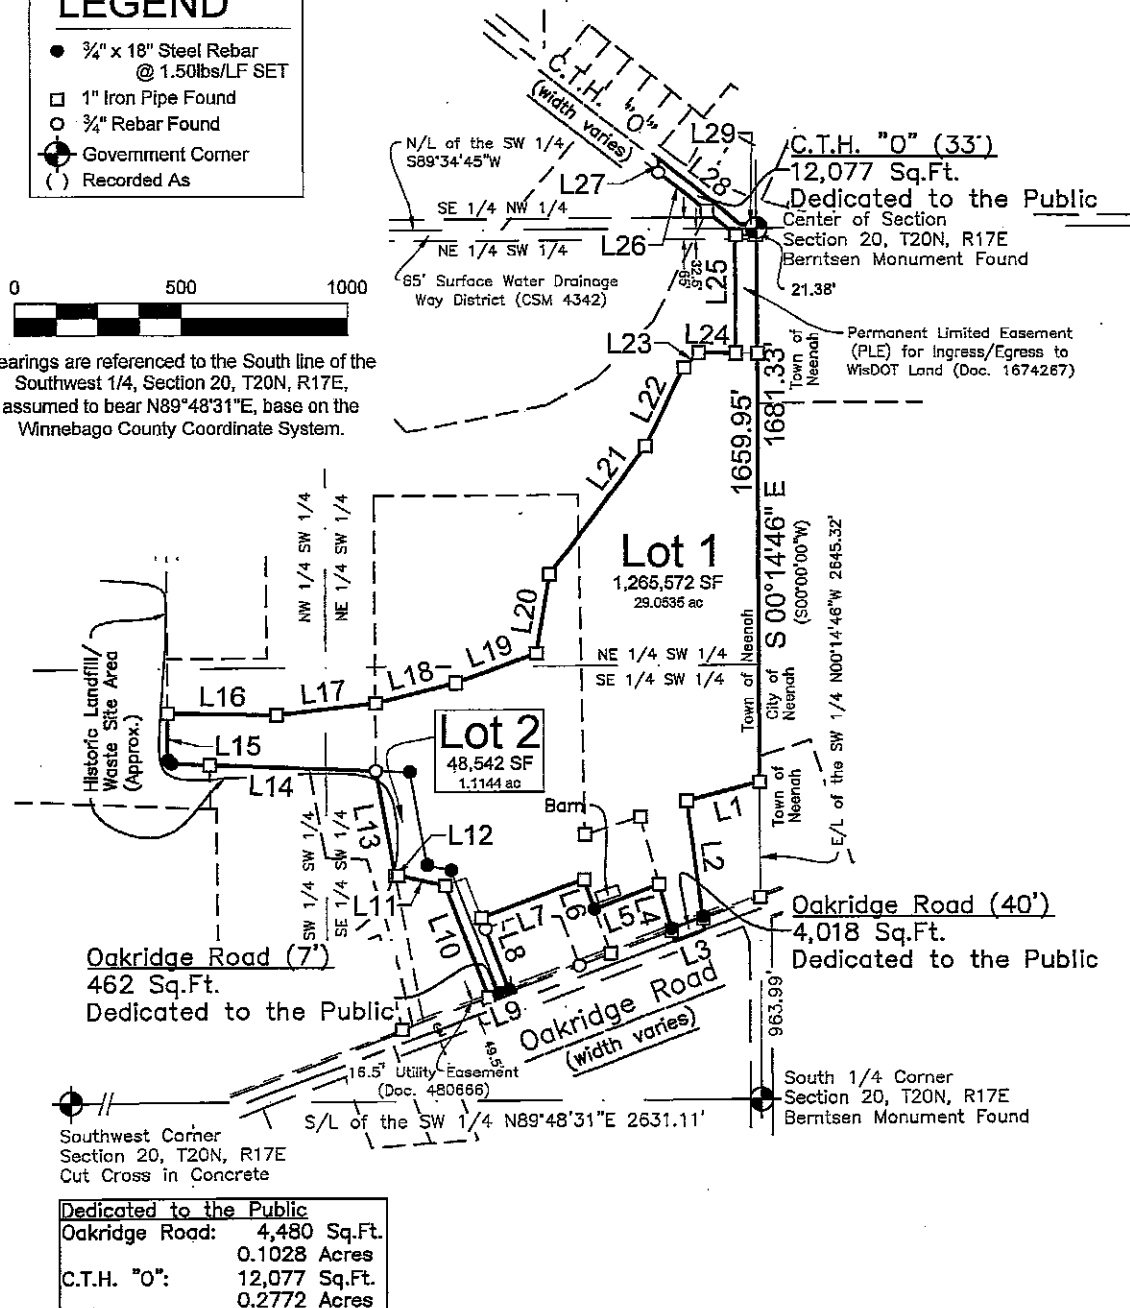 LEGEND
¾" x 18" Steel Rebar
@ 1.50lbs/LF SET
1" Iron Pipe Found
¾" Rebar Found
Government Corner
( ) Recorded As
0 500 1000
earings are referenced to the South line of the
Southwest 1/4, Section 20, T20N, R17E,
assumed to bear N89°48'31"E, base on the
Winnebago County Coordinate System.
C.T.H. "O"
(width varies)
N/L of the SW 1/4
S89°34'45"W
SE 1/4 NW 1/4
NE 1/4 SW 1/4
65' Surface Water Drainage
Way District (CSM 4342)
L29
L28
L27
L26
32.5'
65'
C.T.H. "O" (33')
12,077 Sq.Ft.
Dedicated to the Public
Center of Section
Section 20, T20N, R17E
Berntsen Monument Found
21.38'
L25
L24
L23
L22
L21
L20
L19
L18
L17
L16
L15
L14
L13
L12
L11
L10
Permanent Limited Easement
(PLE) for Ingress/Egress to
WisDOT Land (Doc. 1674267)
Town of
Neenah
1659.95'
S 00°14'46" E 1681.33'
(S00°00'00"W)
E/L of the SW 1/4 N00°14'46"W 2645.32'
NW 1/4 SW 1/4
NE 1/4 SW 1/4
Lot 1
1,265,572 SF
29.0535 ac
NE 1/4 SW 1/4
SE 1/4 SW 1/4
Town of Neenah
City of
Neenah
Town of
Neenah
Historic Landfill/
Waste Site Area
(Approx.)
Lot 2
48,542 SF
1.1144 ac
SW 1/4 SW 1/4
SE 1/4 SW 1/4
Barn
L1
L2
L3
L4
L5
L6
L7
L8
L9
Oakridge Road (7')
462 Sq.Ft.
Dedicated to the Public
Oakridge Road (40')
4,018 Sq.Ft.
Dedicated to the Public
Oakridge Road
(width varies)
49.5'
16.5' Utility Easement
(Doc. 480666)
963.99'
S/L of the SW 1/4 N89°48'31"E 2631.11'
Southwest Corner
Section 20, T20N, R17E
Cut Cross in Concrete
South 1/4 Corner
Section 20, T20N, R17E
Berntsen Monument Found
Dedicated to the Public
Oakridge Road: 4,480 Sq.Ft.
0.1028 Acres
C.T.H. "O": 12,077 Sq.Ft.
0.2772 Acres